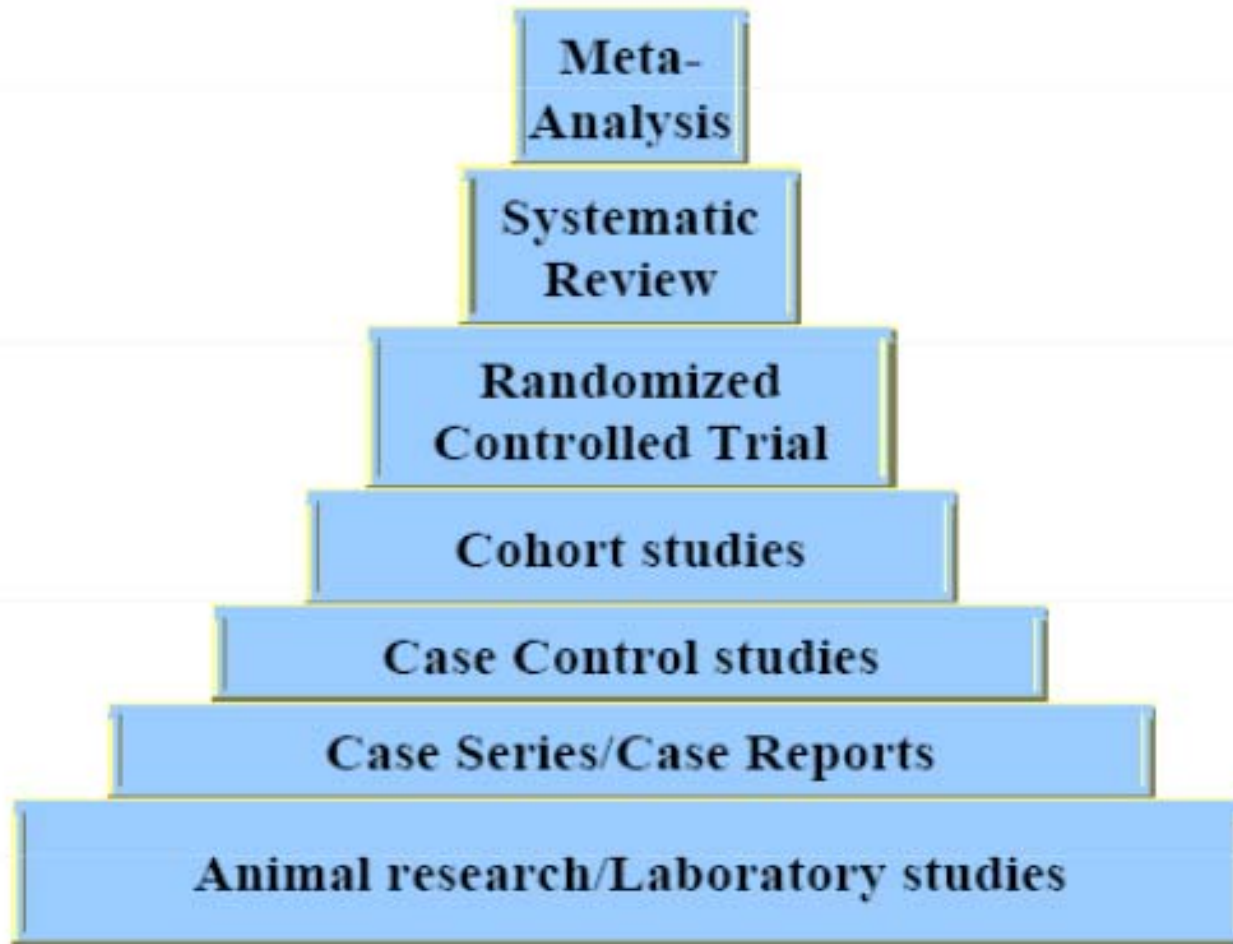 Meta-
Analysis
Systematic
Review
Randomized
Controlled Trial
Cohort studies
Case Control studies
Case Series/Case Reports
Animal research/Laboratory studies